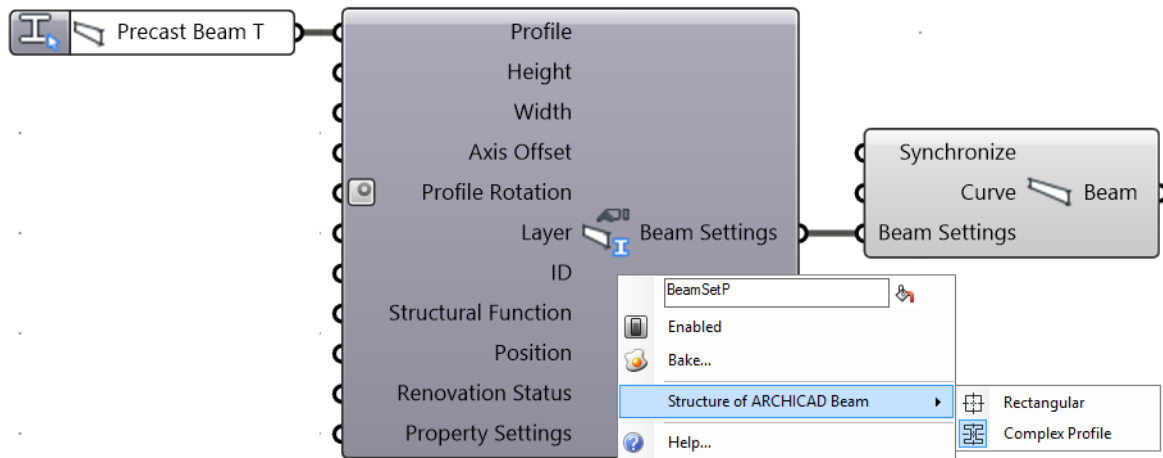 Precast Beam T
Profile
Height
Width
Axis Offset
Profile Rotation
Layer
ID
Structural Function
Position
Renovation Status
Property Settings
Beam Settings
Synchronize
Curve
Beam Settings
Beam
BeamSetP
Enabled
Bake...
Structure of ARCHICAD Beam
Help...
Rectangular
Complex Profile